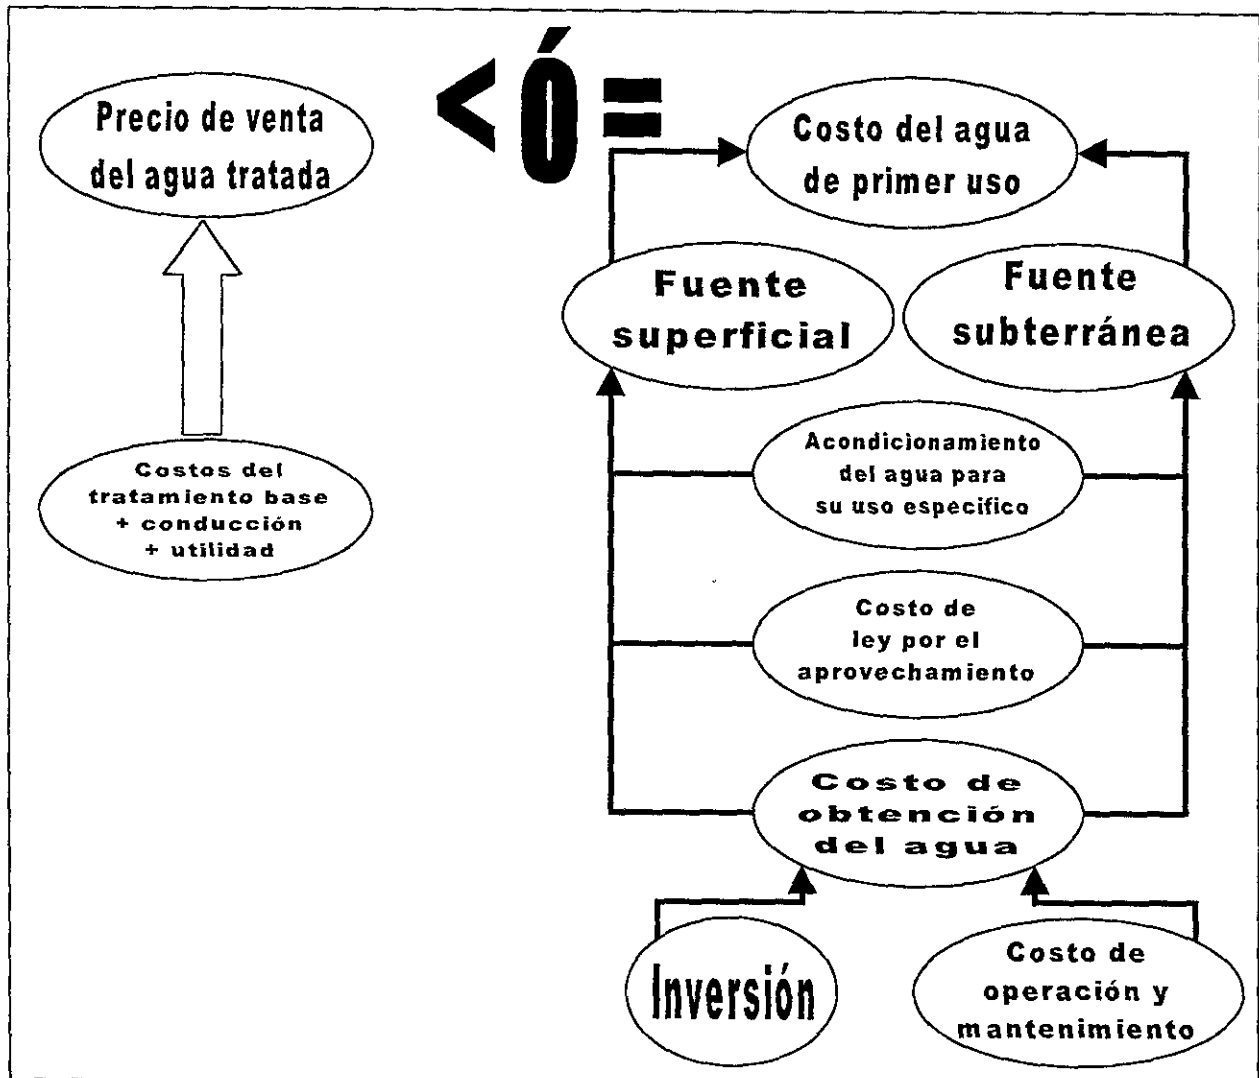 Precio de venta
del agua tratada
< Ó =
Costo del agua
de primer uso
Fuente
superficial
Fuente
subterránea
Acondicionamiento
del agua para
su uso específico
Costos del
tratamiento base
+ conducción
+ utilidad
Costo de
ley por el
aprovechamiento
Costo de
obtención
del agua
Inversión
Costo de
operación y
mantenimiento